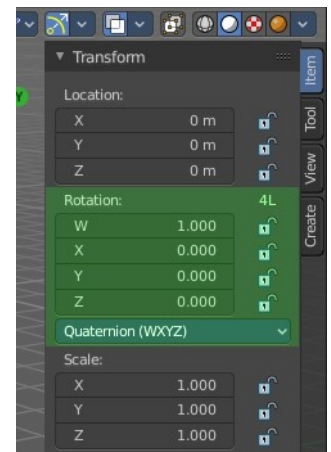 Transform
Item
Tool
View
Create
Y
Location:
X 0 m
Y 0 m
Z 0 m
Rotation: 4L
W 1.000
X 0.000
Y 0.000
Z 0.000
Quaternion (WXYZ)
Scale:
X 1.000
Y 1.000
Z 1.000